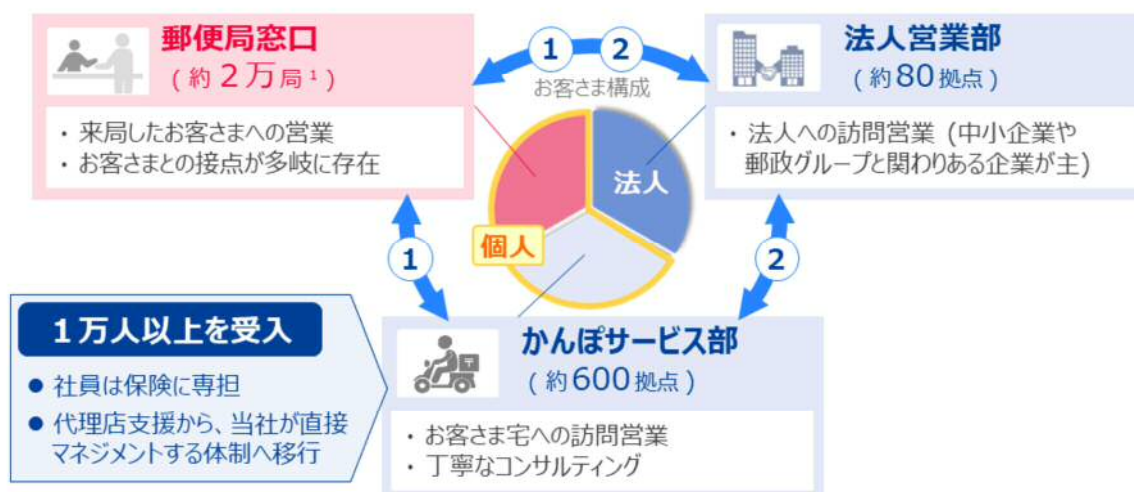 郵便局窓口
(約2万局¹)
・来局したお客さまへの営業
・お客さまとの接点が多岐に存在
1
2
お客さま構成
法人営業部
(約80拠点)
・法人への訪問営業 (中小企業や
郵政グループと関わりある企業が主)
法人
個人
1
2
1万人以上を受入
● 社員は保険に専担
● 代理店支援から、当社が直接
マネジメントする体制へ移行
〒
かんぽサービス部
(約600拠点)
・お客さま宅への訪問営業
・丁寧なコンサルティング